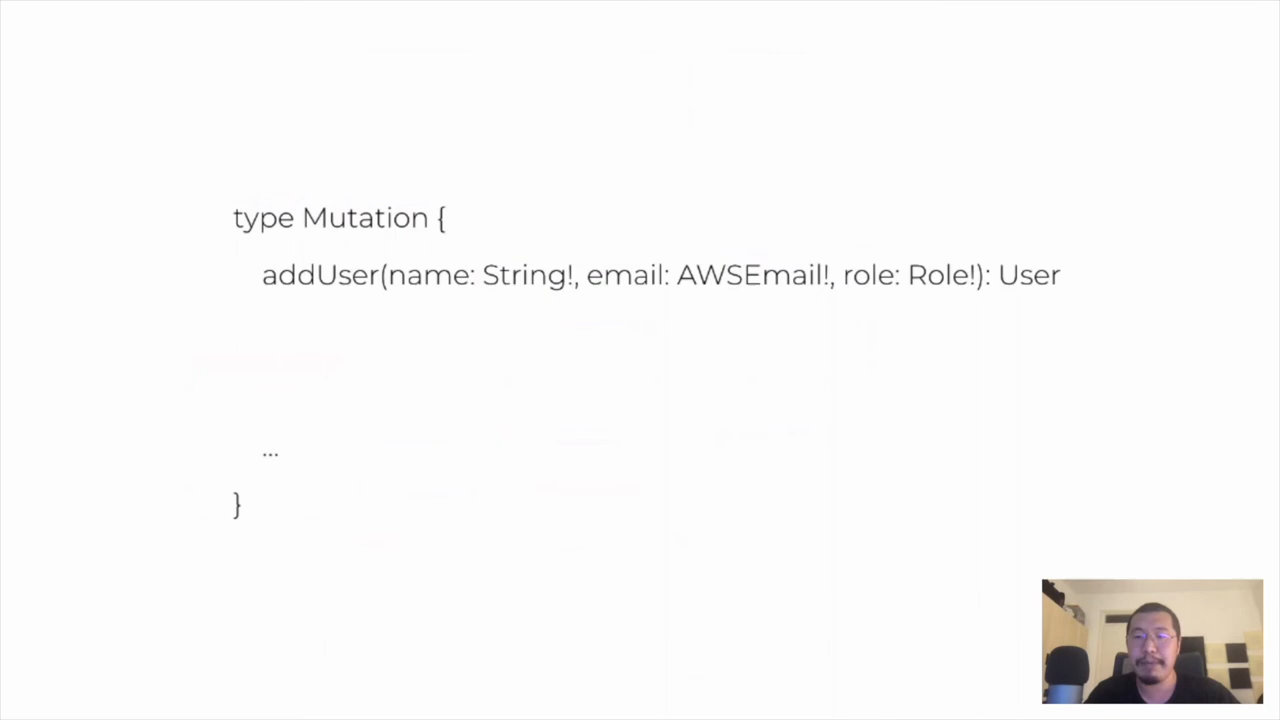 type Mutation {
addUser(name: String!, email: AWSEmail!, role: Role!): User
...
}